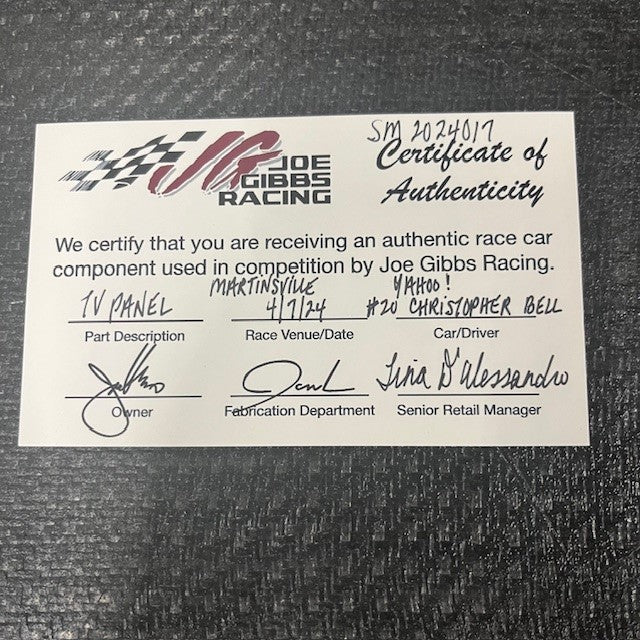 SM 2024017
JG JOE
GIBBS
RACING
Certificate of
Authenticity
We certify that you are receiving an authentic race car
component used in competition by Joe Gibbs Racing.
TV PANEL
Part Description
MARTINSVILLE
4/7/24
Race Venue/Date
YAHOO!
#20 CHRISTOPHER BELL
Car/Driver
Owner
Fabrication Department
Tina D'Alessandro
Senior Retail Manager